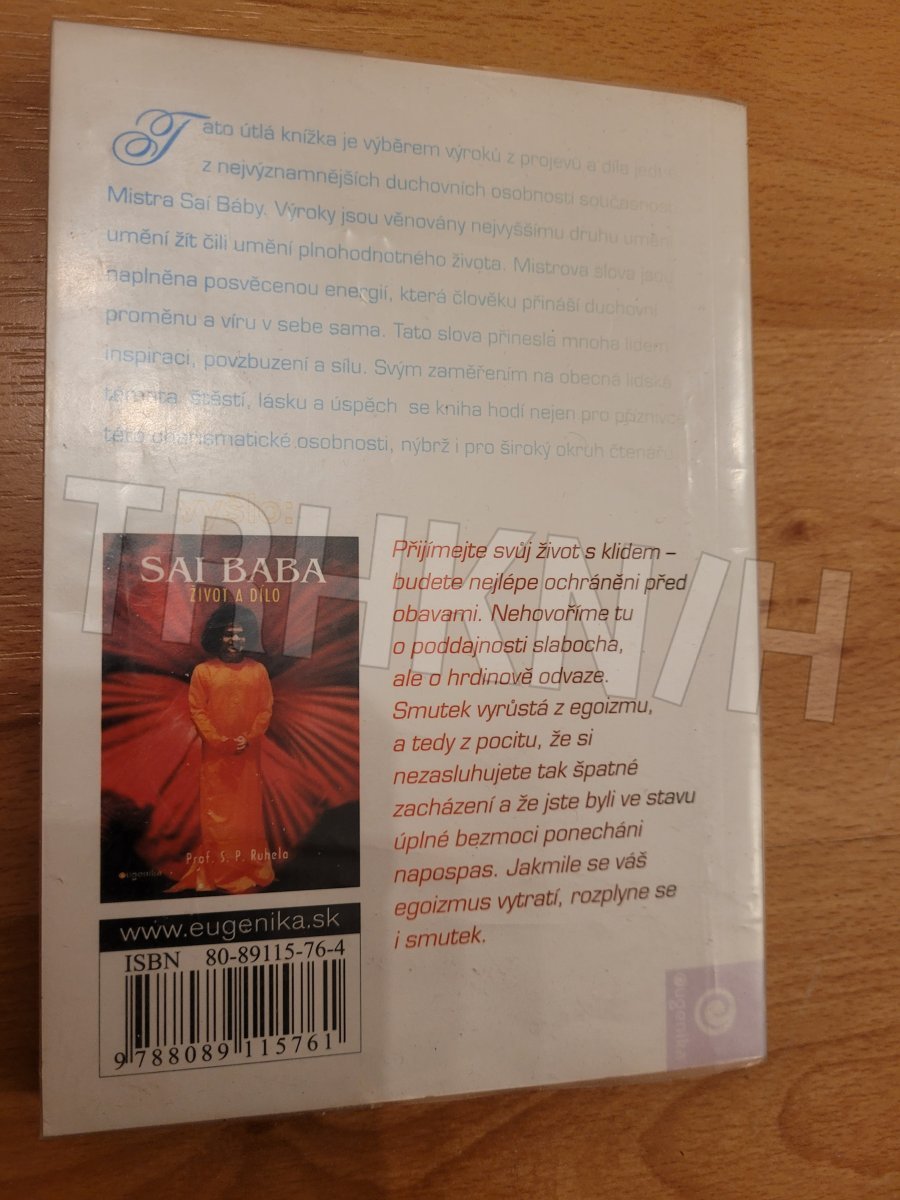 Tato útlá knížka je výběrem výroků z projevů a díla
z nejvýznamnějších duchovních osobností současnosti
Mistra Saí Báby. Výroky jsou věnovány nejvyššímu druhu umění
umění žít čili umění plnohodnotného života. Mistrova slova jsou
naplněna posvěcenou energií, která člověku přináší duchovní
proměnu a víru v sebe sama. Tato slova přinesla mnoha lidem
inspiraci, povzbuzení a sílu. Svým zaměřením na obecná lidská
témata, štěstí, lásku a úspěch se kniha hodí nejen pro příznivce
této charismatické osobnosti, nýbrž i pro široký okruh čtenářů
vyšlo:
SAI BABA
ŽIVOT A DÍLO
Prof. S. P. Ruhela
eugenika
Přijímejte svůj život s klidem –
budete nejlépe ochráněni před
obavami. Nehovoříme tu
o poddajnosti slabocha,
ale o hrdinově odvaze.
Smutek vyrůstá z egoizmu,
a tedy z pocitu, že si
nezasluhujete tak špatné
zacházení a že jste byli ve stavu
úplné bezmoci ponecháni
napospas. Jakmile se váš
egoizmus vytratí, rozplyne se
i smutek.
www.eugenika.sk
ISBN 80-89115-76-4
9 788089 115761
eugenika
TRHKNIH